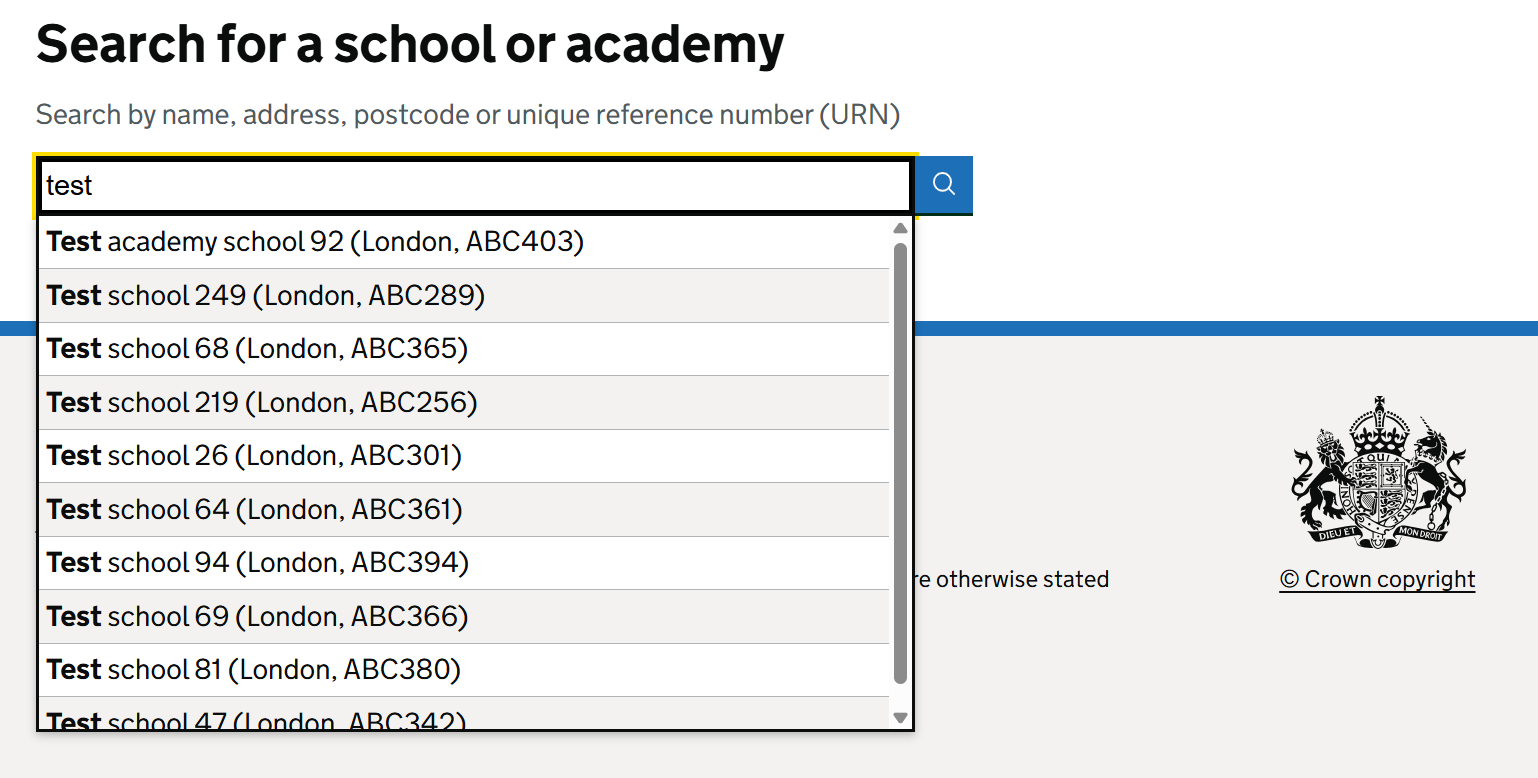 Search for a school or academy
Search by name, address, postcode or unique reference number (URN)
test
Test academy school 92 (London, ABC403)
Test school 249 (London, ABC289)
Test school 68 (London, ABC365)
Test school 219 (London, ABC256)
Test school 26 (London, ABC301)
Test school 64 (London, ABC361)
Test school 94 (London, ABC394)
Test school 69 (London, ABC366)
Test school 81 (London, ABC380)
Test school 47 (London, ABC342)
re otherwise stated
DIEU ET MON DROIT
© Crown copyright